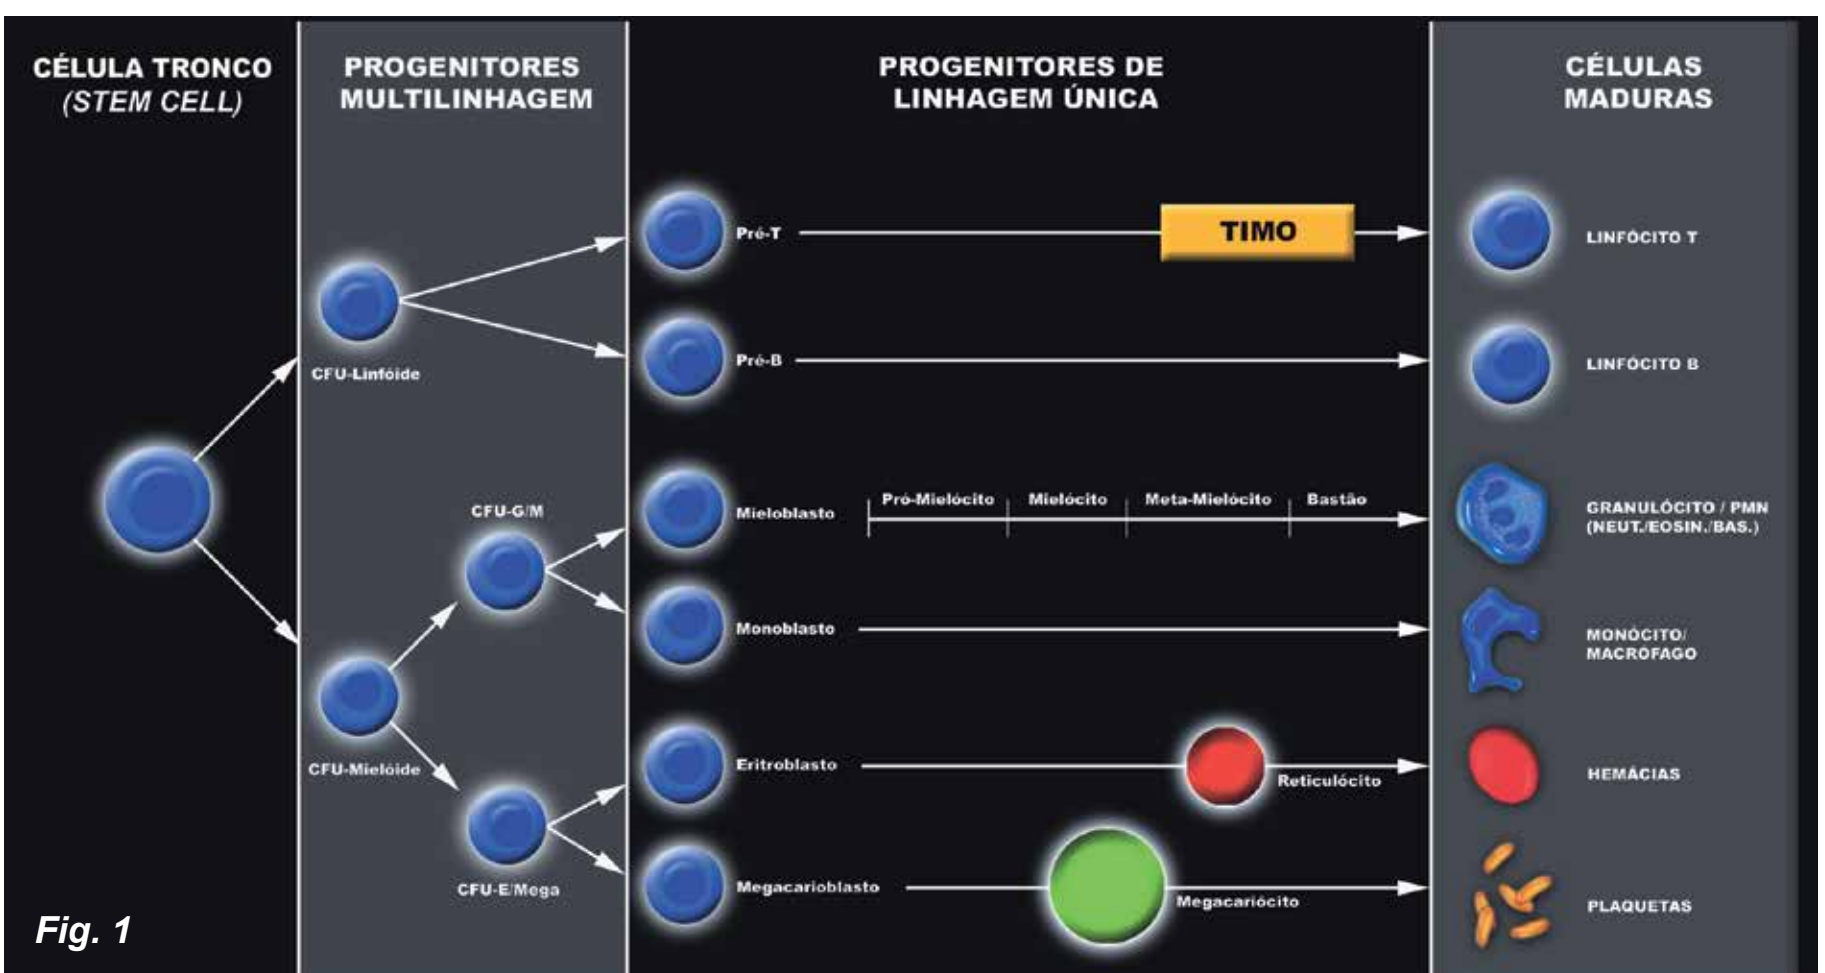 CÉLULA TRONCO
(STEM CELL)
PROGENITORES
MULTILINHAGEM
PROGENITORES DE
LINHAGEM ÚNICA
CÉLULAS
MADURAS
Pré-T
TIMO
LINFÓCITO T
CFU-Linfóide
Pré-B
LINFÓCITO B
CFU-G/M
Mieloblasto
Pró-Mielócito
Mielócito
Meta-Mielócito
Bastão
GRANULÓCITO / PMN
(NEUT./EOSIN./BAS.)
Monoblasto
MONÓCITO/
MACRÓFAGO
CFU-Mielóide
Eritroblasto
Reticulócito
HEMÁCIAS
CFU-E/Mega
Megacarioblasto
Megacariócito
PLAQUETAS
Fig. 1